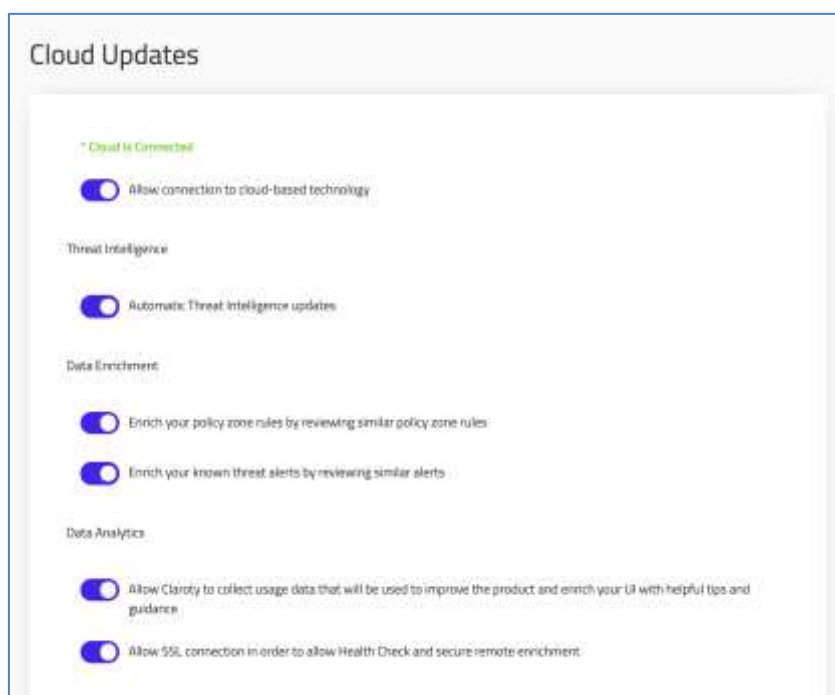 Cloud Updates
* Cloud is Connected
Allow connection to cloud-based technology
Threat Intelligence
Automatic Threat Intelligence updates
Data Enrichment
Enrich your policy zone rules by reviewing similar policy zone rules
Enrich your known threat alerts by reviewing similar alerts
Data Analytics
Allow Claroty to collect usage data that will be used to improve the product and enrich your UI with helpful tips and
guidance
Allow SSL connection in order to allow Health Check and secure remote enrichment